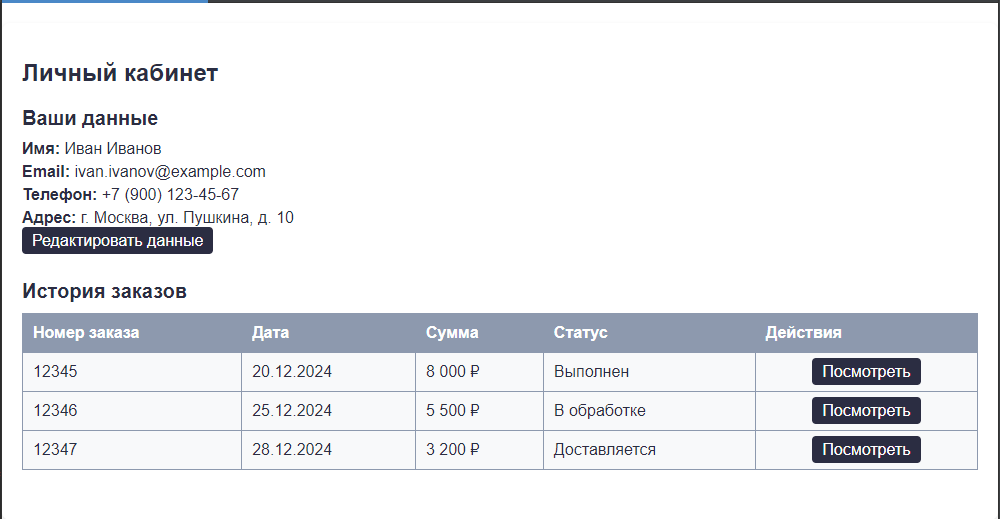 Личный кабинет
Ваши данные
Имя: Иван Иванов
Email: ivan.ivanov@example.com
Телефон: +7 (900) 123-45-67
Адрес: г. Москва, ул. Пушкина, д. 10
Редактировать данные
История заказов
Номер заказа Дата Сумма Статус Действия
12345 20.12.2024 8 000 ₽ Выполнен Посмотреть
12346 25.12.2024 5 500 ₽ В обработке Посмотреть
12347 28.12.2024 3 200 ₽ Доставляется Посмотреть